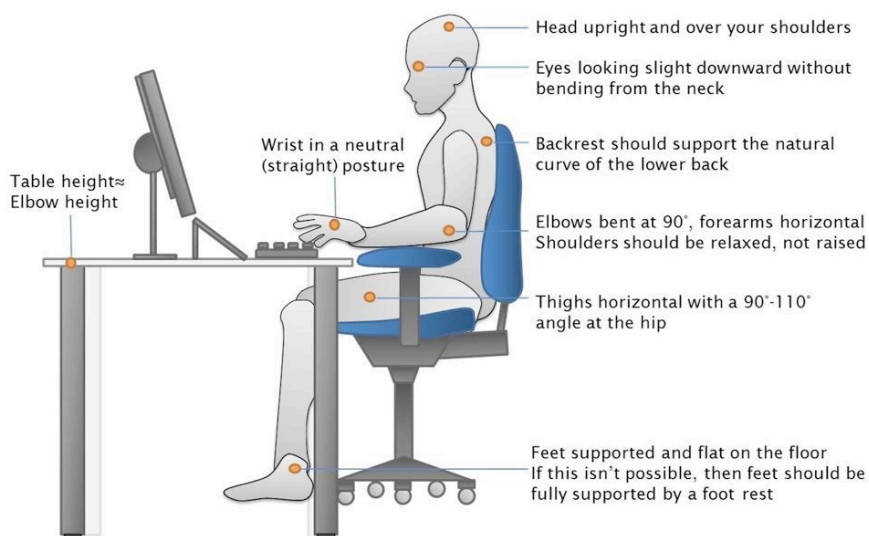 Head upright and over your shoulders
Eyes looking slight downward without
bending from the neck
Backrest should support the natural
curve of the lower back
Wrist in a neutral
(straight) posture
Table height≈
Elbow height
Elbows bent at 90°, forearms horizontal
Shoulders should be relaxed, not raised
Thighs horizontal with a 90°-110°
angle at the hip
Feet supported and flat on the floor
If this isn't possible, then feet should be
fully supported by a foot rest